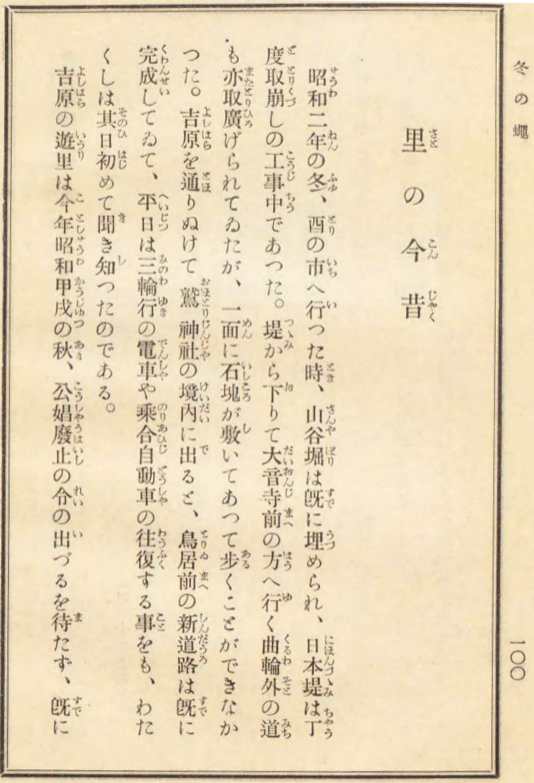 冬の蠅
一〇〇
里の今昔
昭和二年の冬、酉の市へ行つた時、山谷堀は既に埋められ、日本堤は丁
度取崩しの工事中であつた。堤から下りて大音寺前の方へ行く曲輪外の道
も亦取廣げられてゐたが、一面に石塊が敷いてあつて步くことができなか
つた。吉原を通りぬけて鷲神社の境內に出ると、鳥居前の新道路は既に
完成してゐて、平日は三輪行の電車や乘合自動車の往復する事をも、わた
くしは其日初めて聞き知つたのである。
吉原の遊里は今年昭和甲戌の秋、公娼廢止の令の出づるを待たず、既に